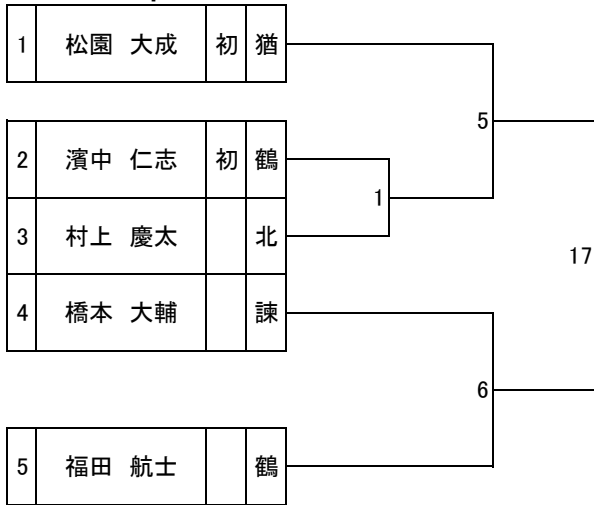 1 松園 大成 初 猶
5
2 濱中 仁志 初 鶴
1
3 村上 慶太 北
17
4 橋本 大輔 諫
6
5 福田 航士 鶴